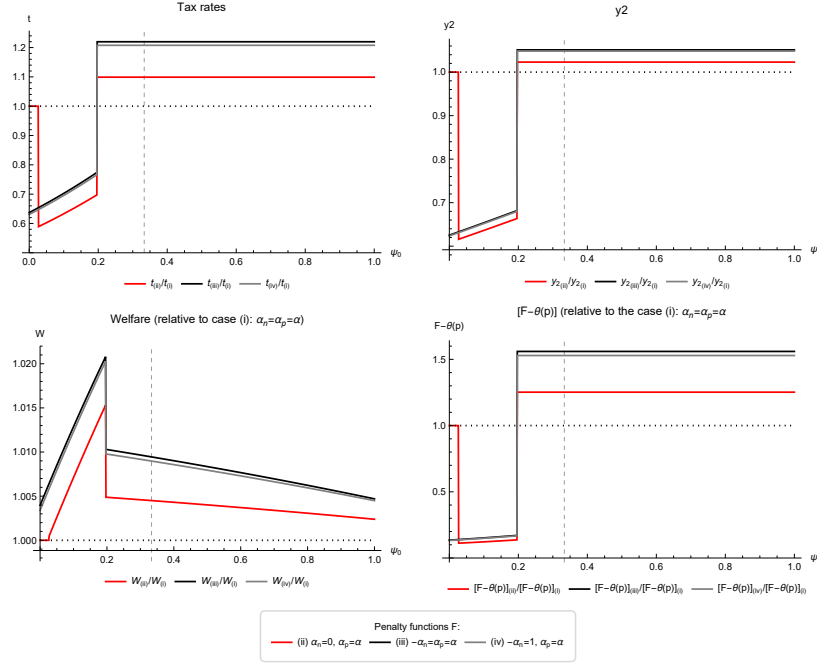 Tax rates
t
1.2
1.1
1.0
0.9
0.8
0.7
0.6
0.0 0.2 0.4 0.6 0.8 1.0 ψ0
t(ii)/t(i) t(iii)/t(i) t(iv)/t(i)
y2
y2
1.0
0.9
0.8
0.7
0.2 0.4 0.6 0.8 1.0 ψ
y2(ii)/y2(i) y2(iii)/y2(i) y2(iv)/y2(i)
Welfare (relative to case (i): αn=αp=α)
W
1.020
1.015
1.010
1.005
1.000
0.2 0.4 0.6 0.8 1.0 ψ0
W(ii)/W(i) W(iii)/W(i) W(iv)/W(i)
[F-θ(p)] (relative to the case (i): αn=αp=α
F-θ(p)
1.5
1.0
0.5
0.2 0.4 0.6 0.8 1.0 ψ
[F-θ(p)](ii)/[F-θ(p)](i) [F-θ(p)](iii)/[F-θ(p)](i) [F-θ(p)](iv)/[F-θ(p)](i)
Penalty functions F:
(ii) αn=0, αp=α (iii) -αn=αp=α (iv) -αn=1, αp=α